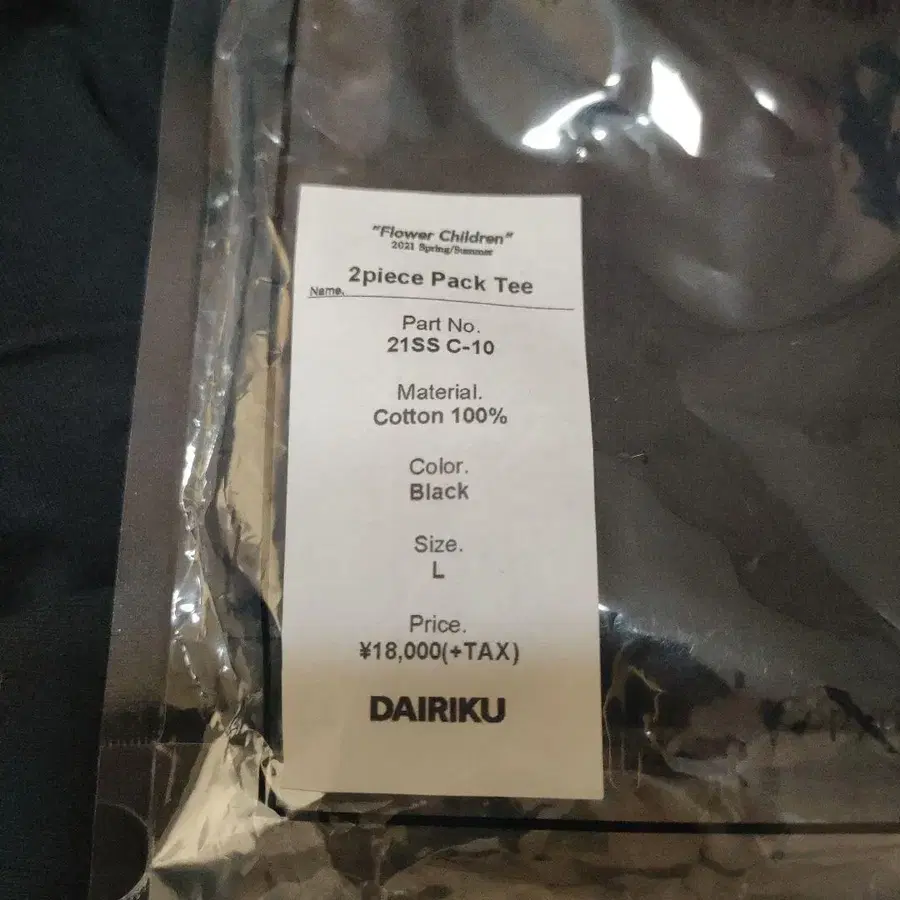 "Flower Children"
2021 Spring/Summer
2piece Pack Tee
Name.
Part No.
21SS C-10
Material.
Cotton 100%
Color.
Black
Size.
L
Price.
¥18,000(+TAX)
DAIRIKU